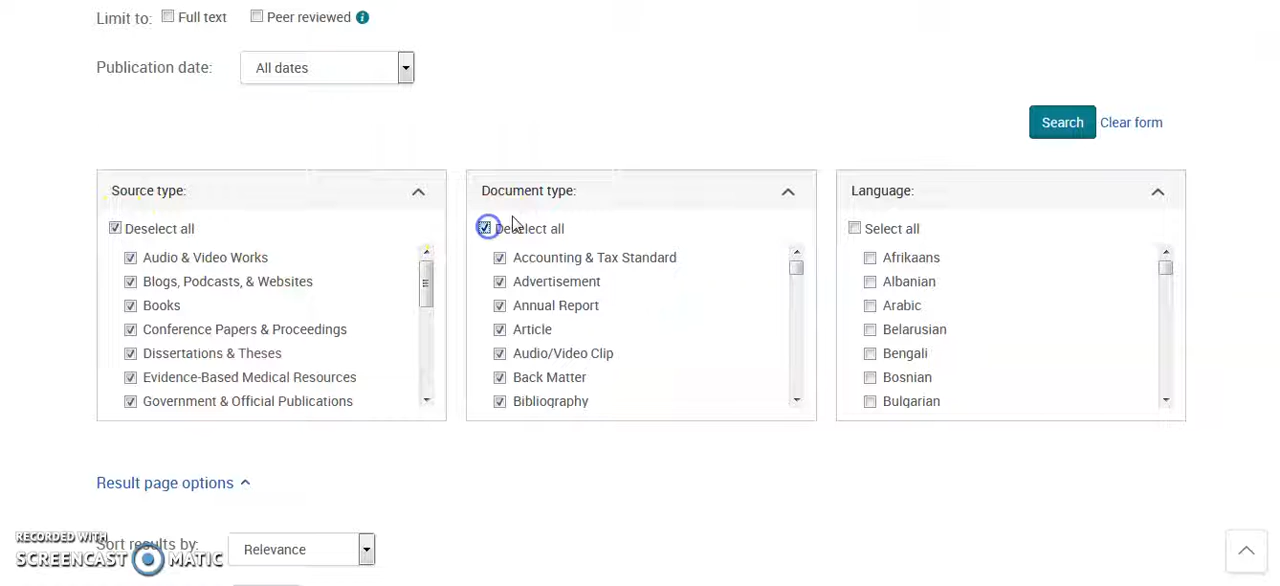 Limit to: Full text Peer reviewed i
Publication date: All dates
Search Clear form
Source type: Document type: Language:
Deselect all Deselect all Select all
Audio & Video Works Accounting & Tax Standard Afrikaans
Blogs, Podcasts, & Websites Advertisement Albanian
Books Annual Report Arabic
Conference Papers & Proceedings Article Belarusian
Dissertations & Theses Audio/Video Clip Bengali
Evidence-Based Medical Resources Back Matter Bosnian
Government & Official Publications Bibliography Bulgarian
Result page options
Sort results by: Relevance
RECORDED WITH
SCREENCAST MATIC